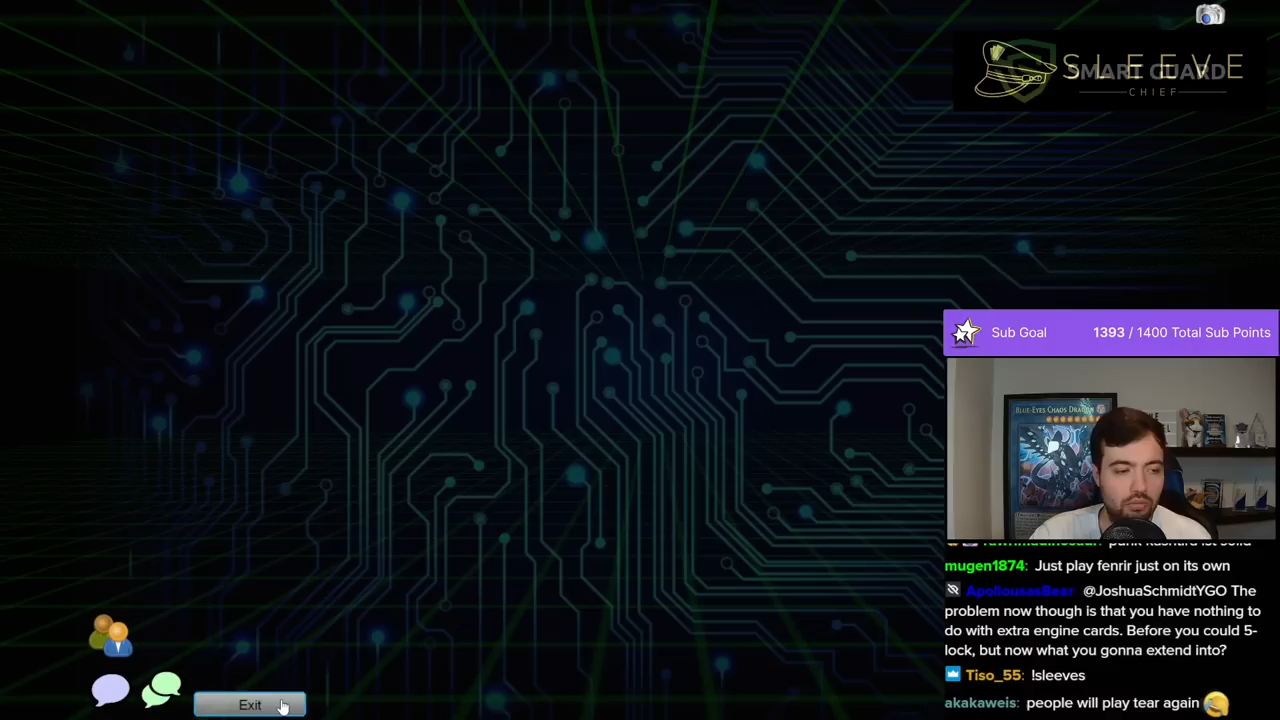 SLEEVE
SMART GUARD
CHIEF
Sub Goal 1393 / 1400 Total Sub Points
BLUE-EYES CHAOS DRAGON
mugen1874: Just play fenrir just on its own
ApollousasBear: @JoshuaSchmidtYGO The
problem now though is that you have nothing to
do with extra engine cards. Before you could 5-
lock, but now what you gonna extend into?
Tiso_55: !sleeves
akakaweis: people will play tear again
Exit